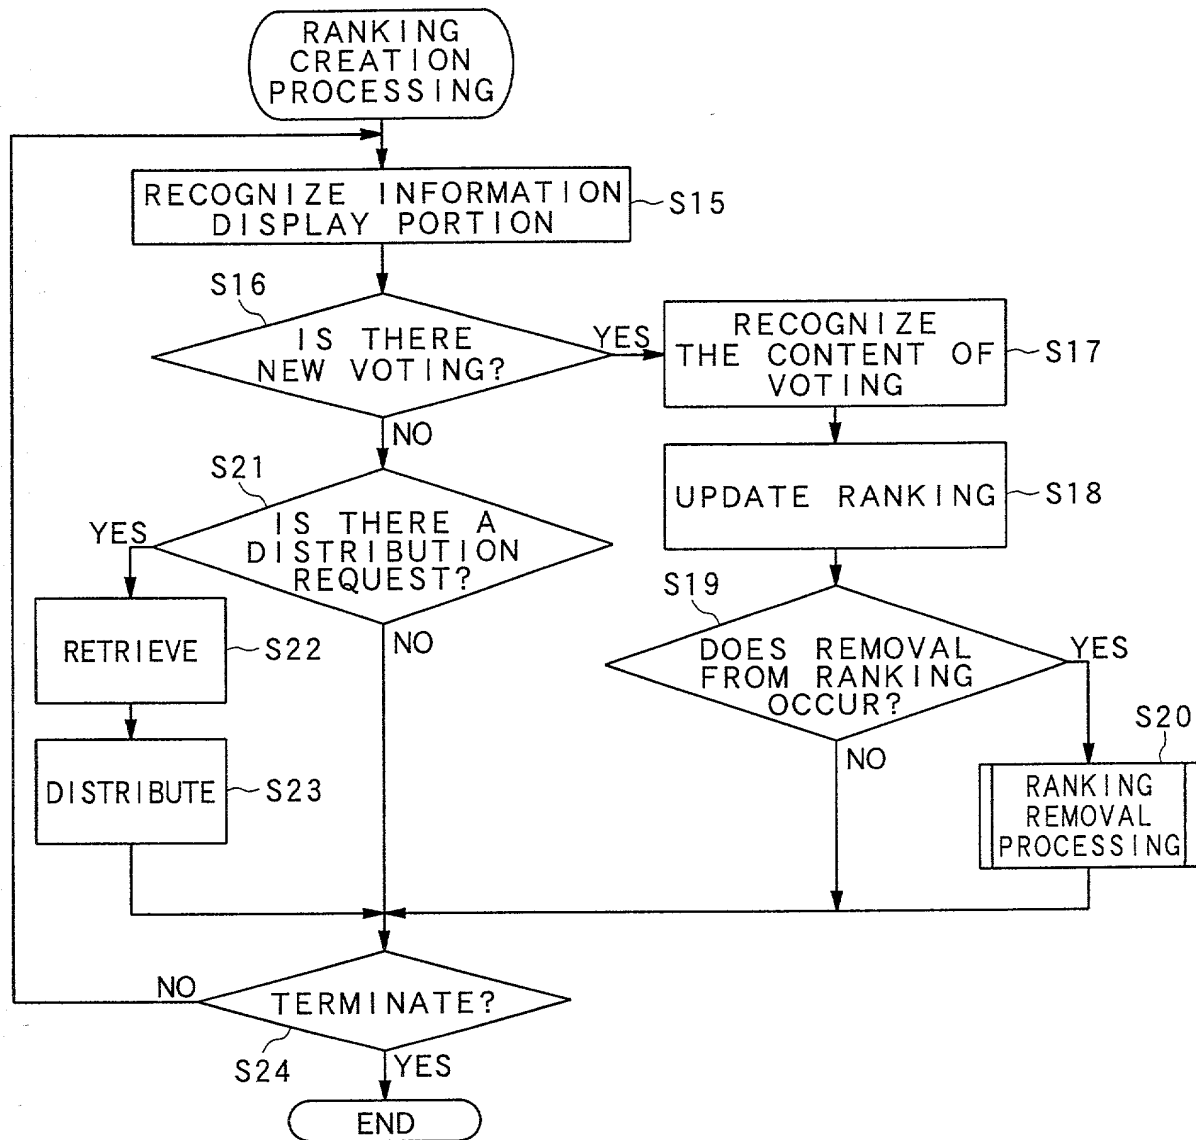 RANKING
CREATION
PROCESSING
RECOGNIZE INFORMATION
DISPLAY PORTION
S15
S16
IS THERE
NEW VOTING?
YES
NO
RECOGNIZE
THE CONTENT OF
VOTING
S17
UPDATE RANKING
S18
S21
IS THERE A
DISTRIBUTION
REQUEST?
YES
NO
RETRIEVE
S22
DISTRIBUTE
S23
S19
DOES REMOVAL
FROM RANKING
OCCUR?
YES
NO
S20
RANKING
REMOVAL
PROCESSING
TERMINATE?
NO
S24
YES
END